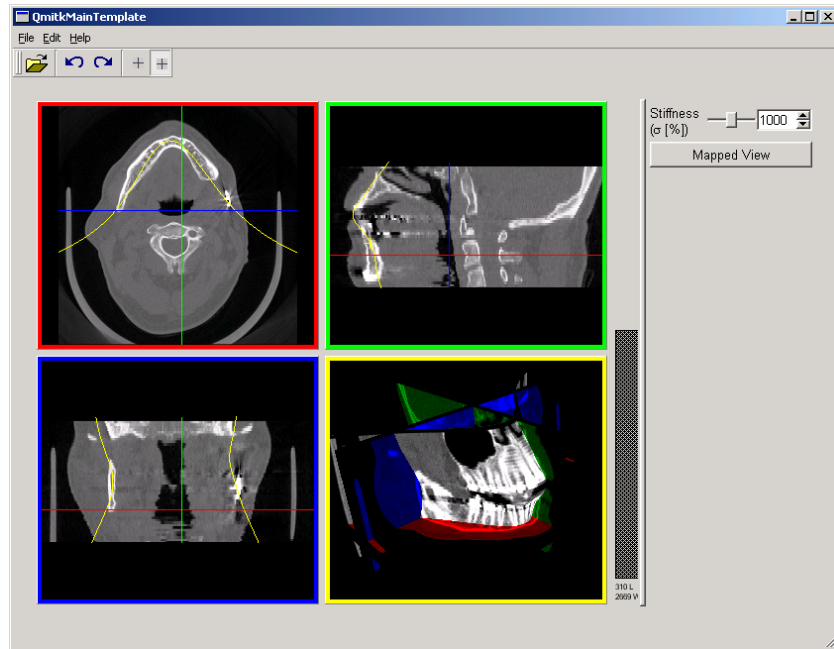 QmitkMainTemplate
File Edit Help
Stiffness
(σ [%])
1000
Mapped View
310 L
2669 W